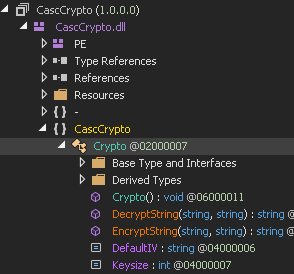 CascCrypto (1.0.0.0)
CascCrypto.dll
PE
Type References
References
Resources
{ } -
{ } CascCrypto
Crypto @02000007
Base Type and Interfaces
Derived Types
Crypto() : void @06000011
DecryptString(string, string) : string @
EncryptString(string, string) : string @
DefaultIV : string @04000006
Keysize : int @04000007